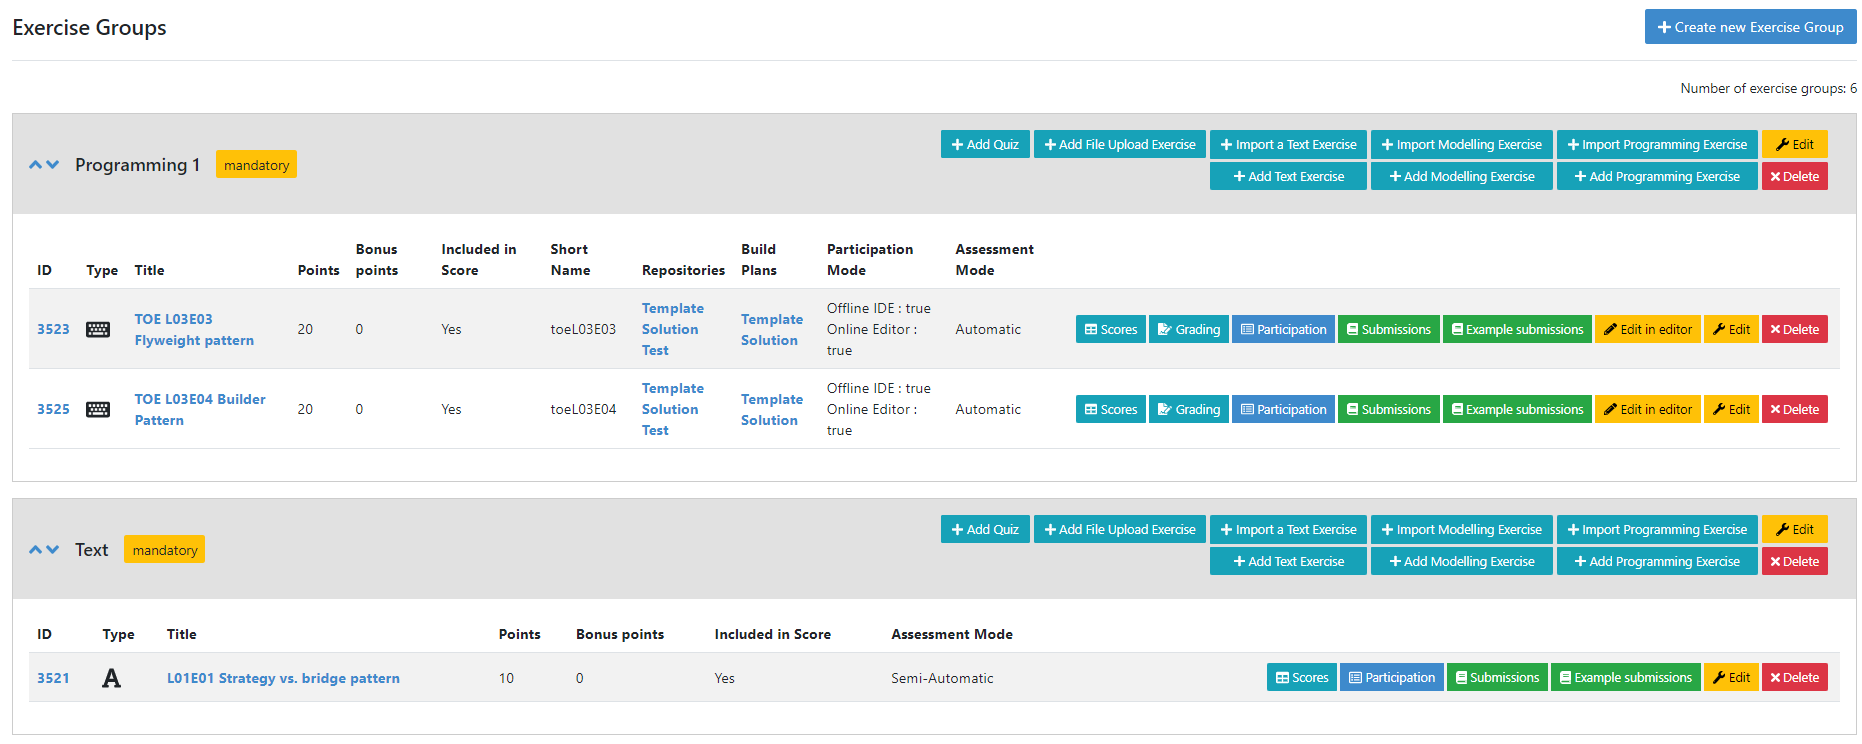 Exercise Groups
Create new Exercise Group
Number of exercise groups: 6
Programming 1 mandatory
Add Quiz Add File Upload Exercise Import a Text Exercise Import Modelling Exercise Import Programming Exercise Edit
Add Text Exercise Add Modelling Exercise Add Programming Exercise Delete
ID Type Title Points Bonus points Included in Score Short Name Repositories Build Plans Participation Mode Assessment Mode
3523 TOE L03E03 Flyweight pattern 20 0 Yes toeL03E03 Template Solution Test Template Solution Offline IDE : true Online Editor : true Automatic Scores Grading Participation Submissions Example submissions Edit in editor Edit Delete
3525 TOE L03E04 Builder Pattern 20 0 Yes toeL03E04 Template Solution Test Template Solution Offline IDE : true Online Editor : true Automatic Scores Grading Participation Submissions Example submissions Edit in editor Edit Delete
Text mandatory
Add Quiz Add File Upload Exercise Import a Text Exercise Import Modelling Exercise Import Programming Exercise Edit
Add Text Exercise Add Modelling Exercise Add Programming Exercise Delete
ID Type Title Points Bonus points Included in Score Assessment Mode
3521 A L01E01 Strategy vs. bridge pattern 10 0 Yes Semi-Automatic Scores Participation Submissions Example submissions Edit Delete